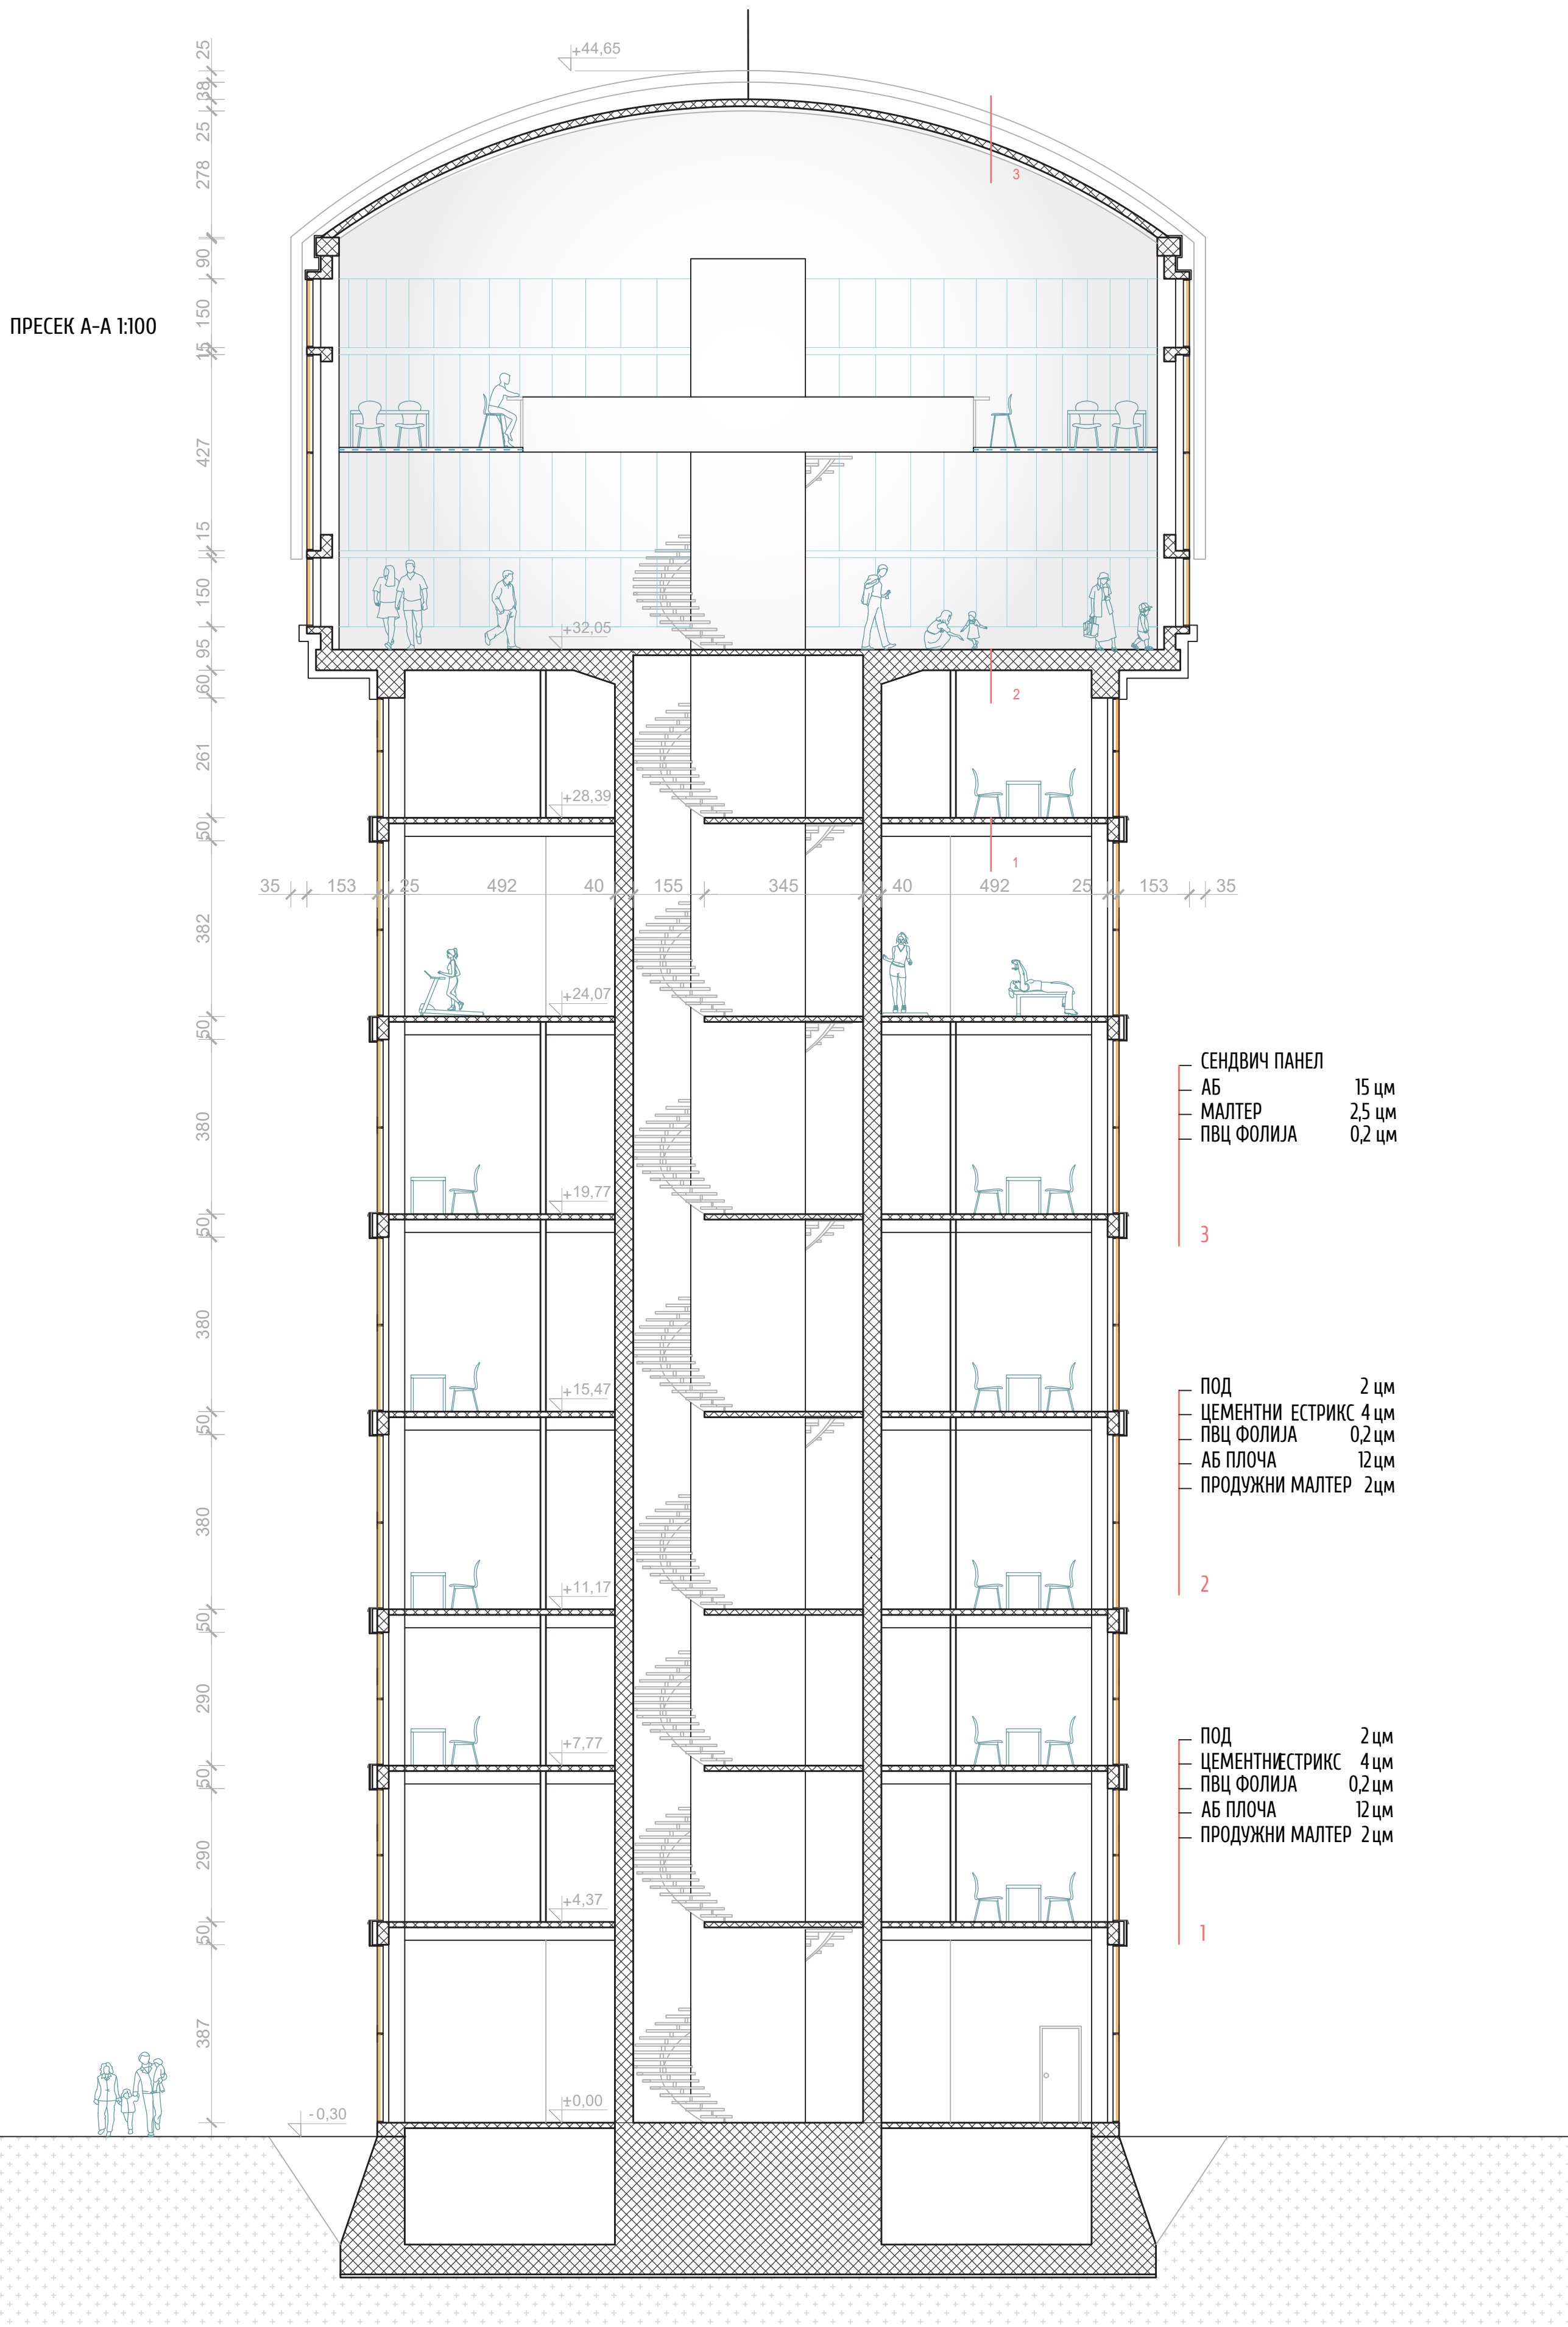 +44,65
25
38
25
278
3
90
150
15
ПРЕСЕК А-А 1:100
427
15
150
+32,05
95
60
2
261
+28,39
50
1
35 153 25 492 40 155 345 40 492 25 153 35
382
+24,07
50
СЕНДВИЧ ПАНЕЛ
АБ 15 цм
МАЛТЕР 2,5 цм
ПВЦ ФОЛИЈА 0,2 цм
380
+19,77
50
3
380
+15,47
50
ПОД 2 цм
ЦЕМЕНТНИ ЕСТРИКС 4 цм
ПВЦ ФОЛИЈА 0,2 цм
АБ ПЛОЧА 12 цм
ПРОДУЖНИ МАЛТЕР 2 цм
380
+11,17
50
2
290
+7,77
50
ПОД 2 цм
ЦЕМЕНТНИ ЕСТРИКС 4 цм
ПВЦ ФОЛИЈА 0,2 цм
АБ ПЛОЧА 12 цм
ПРОДУЖНИ МАЛТЕР 2 цм
290
+4,37
50
1
387
±0,00
-0,30